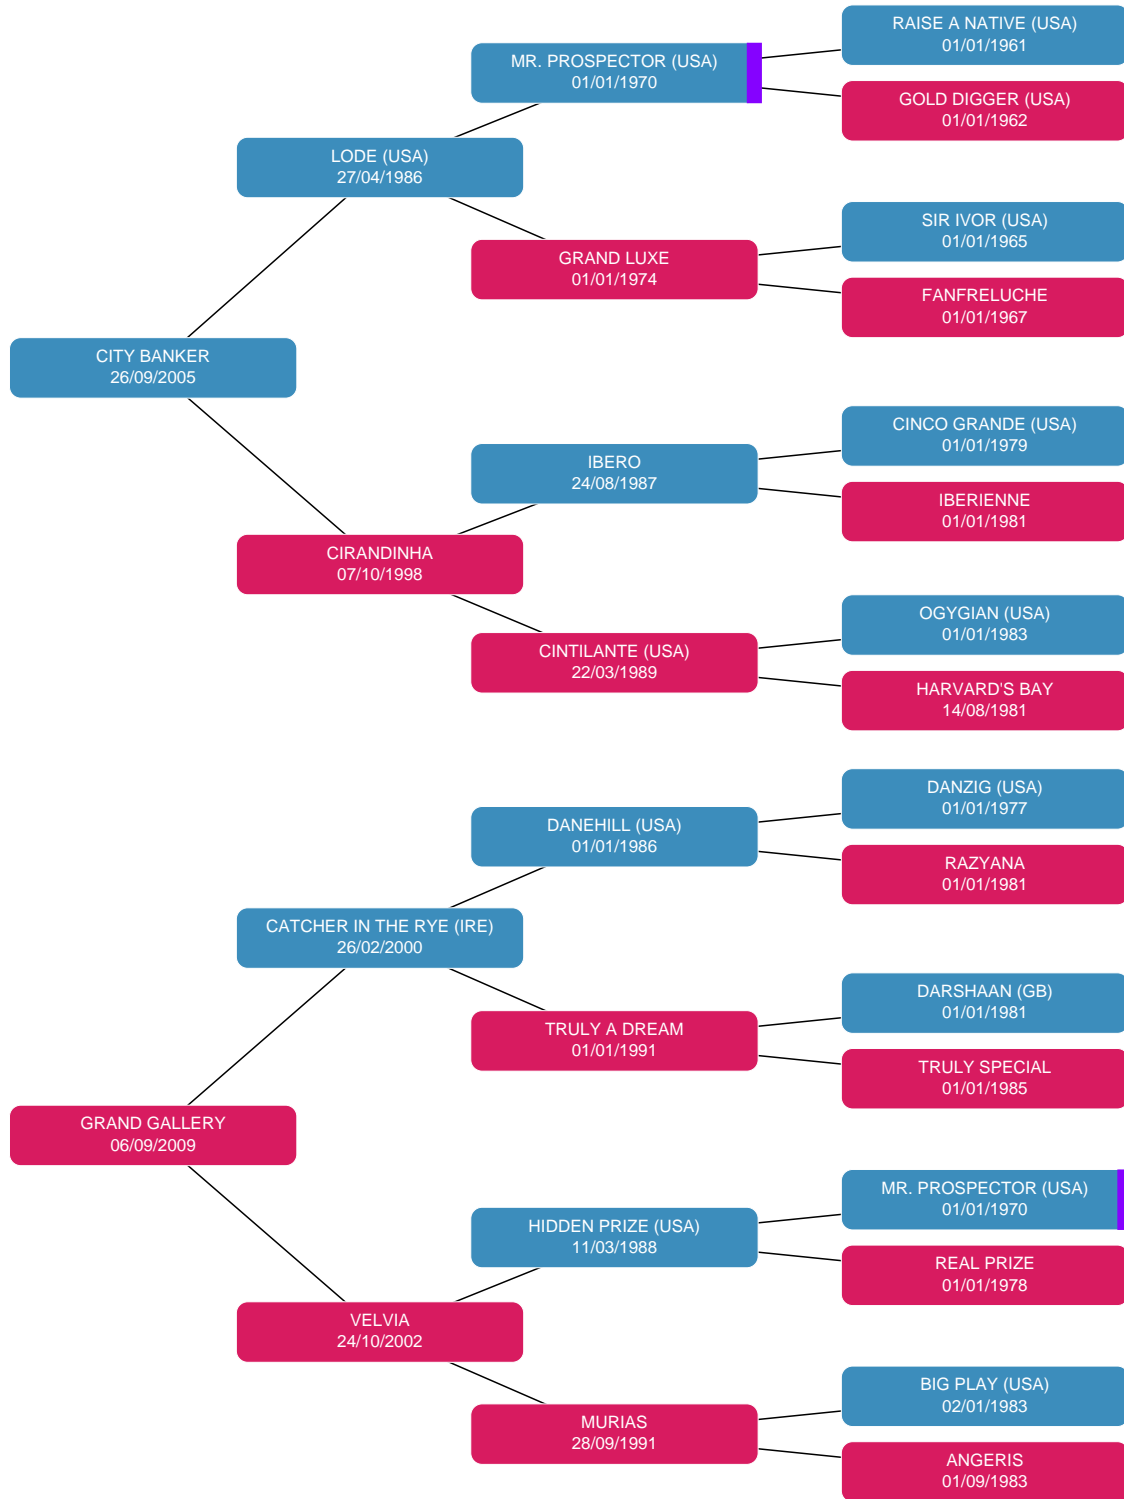 RAISE A NATIVE (USA)
01/01/1961
MR. PROSPECTOR (USA)
01/01/1970
GOLD DIGGER (USA)
01/01/1962
LODE (USA)
27/04/1986
SIR IVOR (USA)
01/01/1965
GRAND LUXE
01/01/1974
FANFRELUCHE
01/01/1967
CITY BANKER
26/09/2005
CINCO GRANDE (USA)
01/01/1979
IBERO
24/08/1987
IBERIENNE
01/01/1981
CIRANDINHA
07/10/1998
OGYGIAN (USA)
01/01/1983
CINTILANTE (USA)
22/03/1989
HARVARD'S BAY
14/08/1981
DANZIG (USA)
01/01/1977
DANEHILL (USA)
01/01/1986
RAZYANA
01/01/1981
CATCHER IN THE RYE (IRE)
26/02/2000
DARSHAAN (GB)
01/01/1981
TRULY A DREAM
01/01/1991
TRULY SPECIAL
01/01/1985
GRAND GALLERY
06/09/2009
MR. PROSPECTOR (USA)
01/01/1970
HIDDEN PRIZE (USA)
11/03/1988
REAL PRIZE
01/01/1978
VELVIA
24/10/2002
BIG PLAY (USA)
02/01/1983
MURIAS
28/09/1991
ANGERIS
01/09/1983